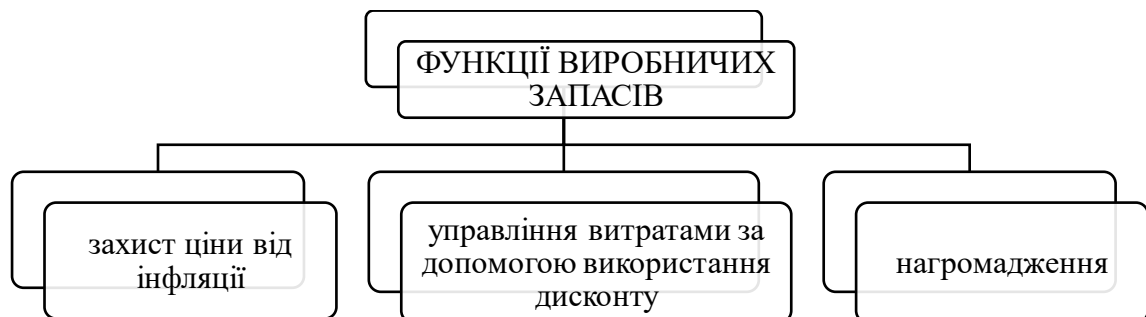 ФУНКЦІЇ ВИРОБНИЧИХ
ЗАПАСІВ
захист ціни від
інфляції
управління витратами за
допомогою використання
дисконту
нагромадження